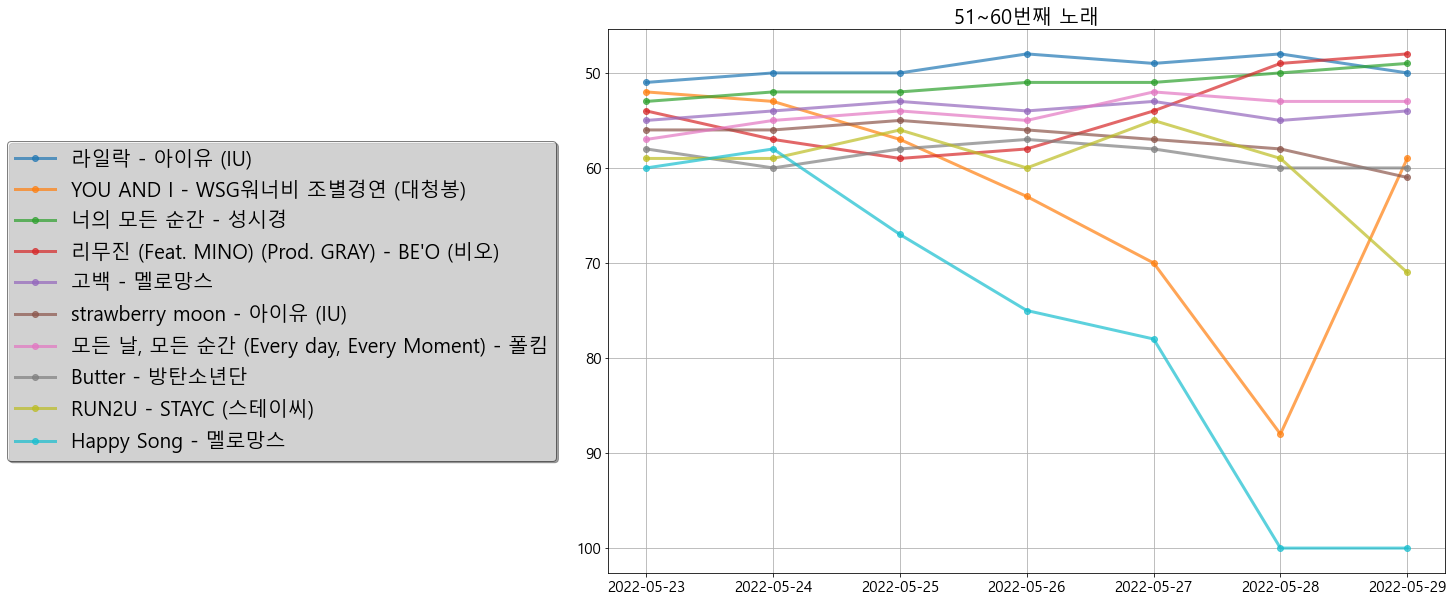 51~60번째 노래
라일락 - 아이유 (IU)
YOU AND I - WSG워너비 조별경연 (대청봉)
너의 모든 순간 - 성시경
리무진 (Feat. MINO) (Prod. GRAY) - BE'O (비오)
고백 - 멜로망스
strawberry moon - 아이유 (IU)
모든 날, 모든 순간 (Every day, Every Moment) - 폴킴
Butter - 방탄소년단
RUN2U - STAYC (스테이씨)
Happy Song - 멜로망스
50
60
70
80
90
100
2022-05-23 2022-05-24 2022-05-25 2022-05-26 2022-05-27 2022-05-28 2022-05-29